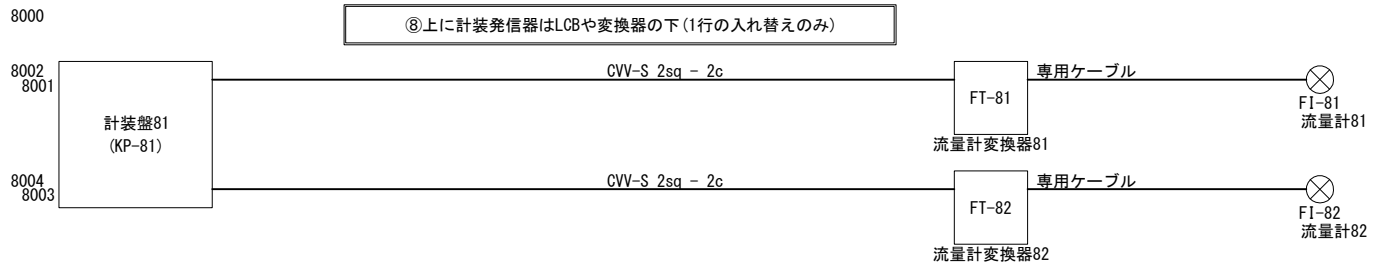 8000
⑧上に計装発信器はLCBや変換器の下(1行の入れ替えのみ)
8002
8001
計装盤81
(KP-81)
CVV-S 2sq - 2c
FT-81
流量計変換器81
専用ケーブル
FI-81
流量計81
8004
8003
CVV-S 2sq - 2c
FT-82
流量計変換器82
専用ケーブル
FI-82
流量計82